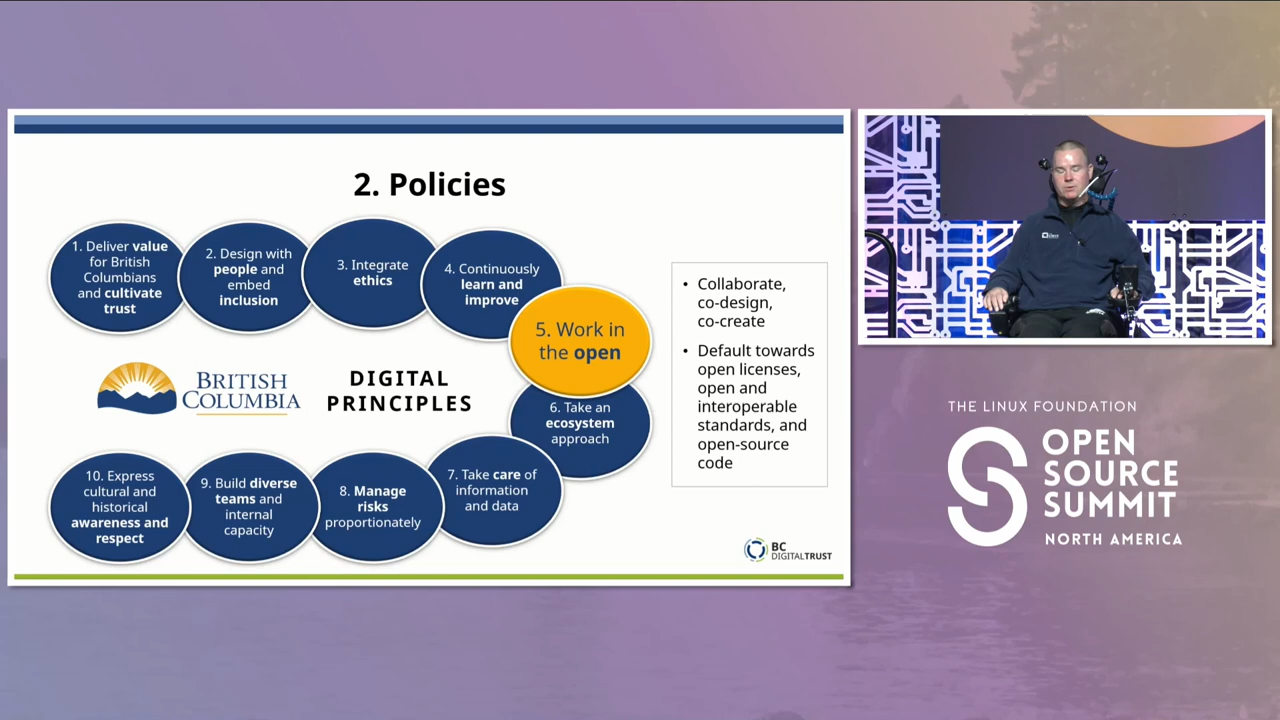 2. Policies
1. Deliver value
for British
Columbians
and cultivate
trust
2. Design with
people and
embed
inclusion
3. Integrate
ethics
4. Continuously
learn and
improve
5. Work in
the open
6. Take an
ecosystem
approach
7. Take care of
information
and data
8. Manage
risks
proportionately
9. Build diverse
teams and
internal
capacity
10. Express
cultural and
historical
awareness and
respect
BRITISH
COLUMBIA
DIGITAL
PRINCIPLES
• Collaborate,
co-design,
co-create
• Default towards
open licenses,
open and
interoperable
standards, and
open-source
code
BC
DIGITALTRUST
THE LINUX FOUNDATION
OPEN
SOURCE
SUMMIT
NORTH AMERICA